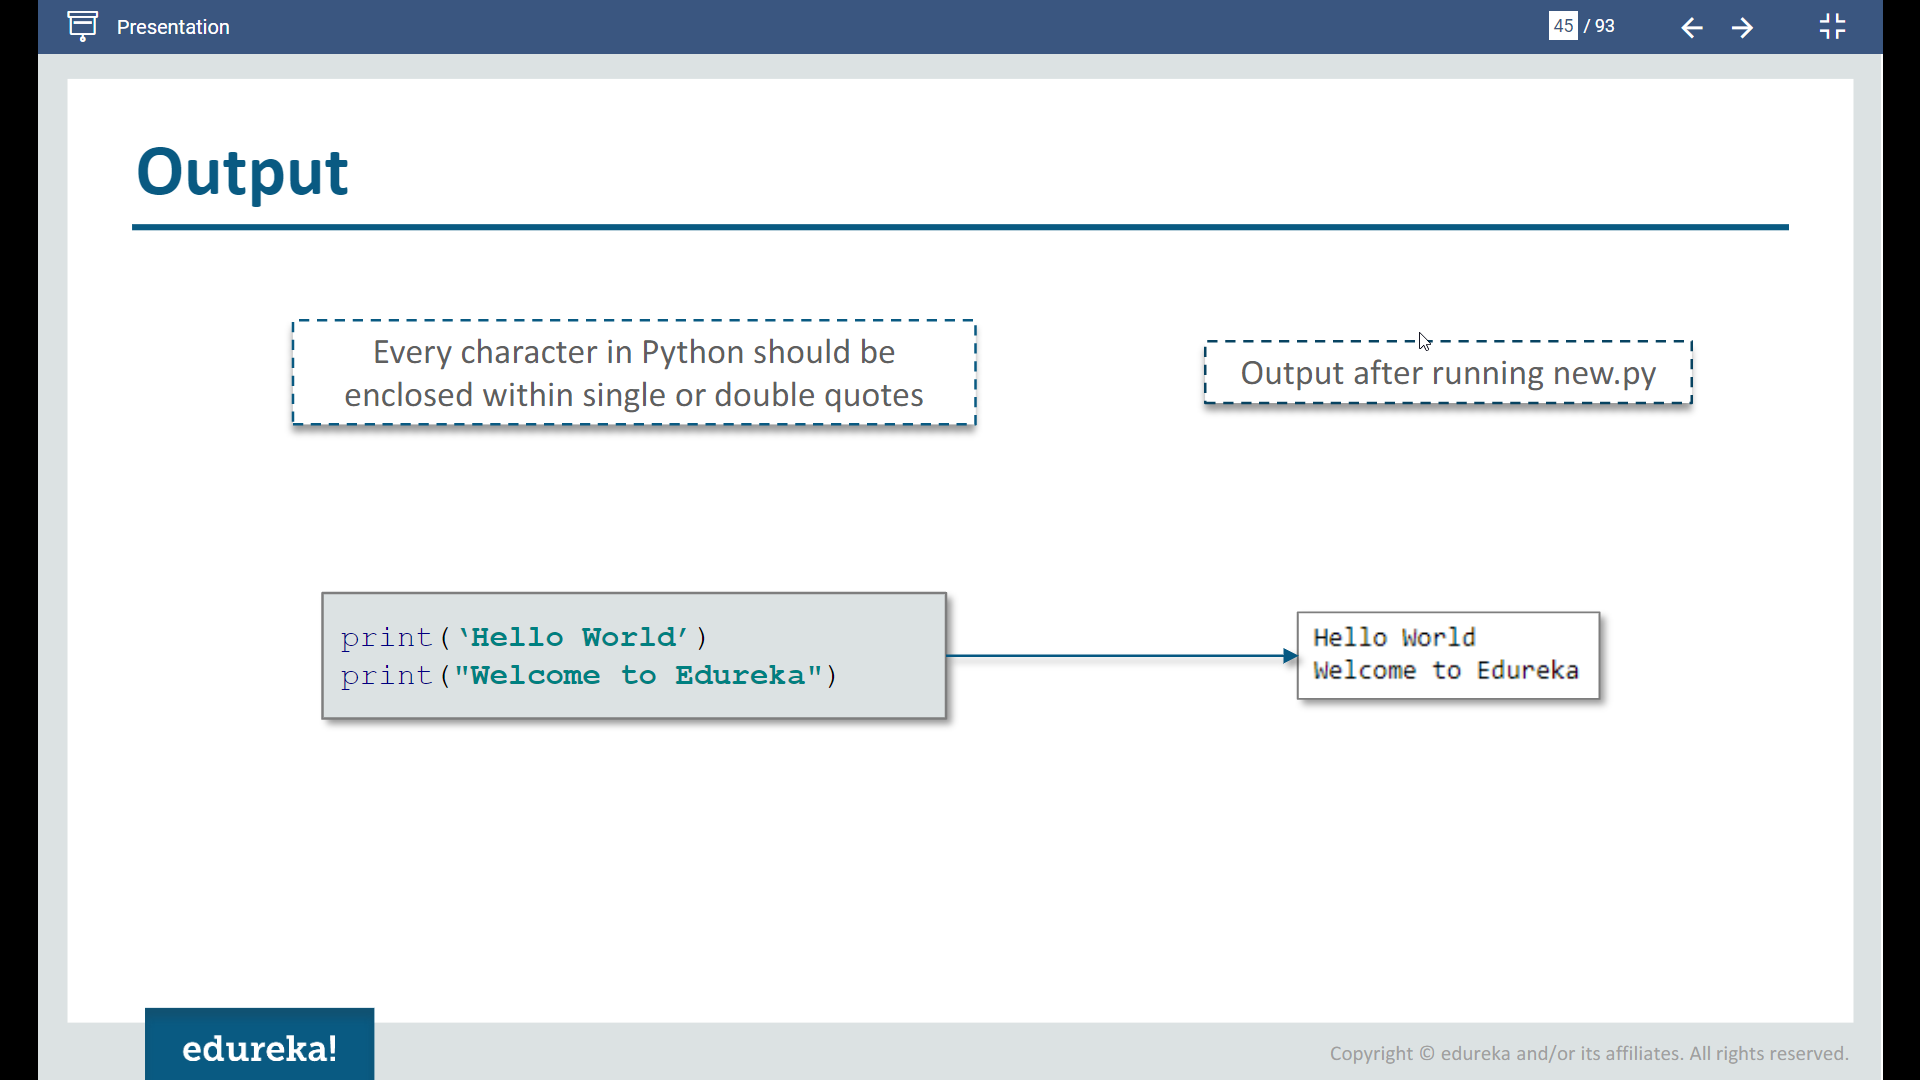 Presentation
45 / 93
Output
Every character in Python should be
enclosed within single or double quotes
Output after running new.py
print(‘Hello World’)
print("Welcome to Edureka")
Hello World
Welcome to Edureka
edureka!
Copyright © edureka and/or its affiliates. All rights reserved.